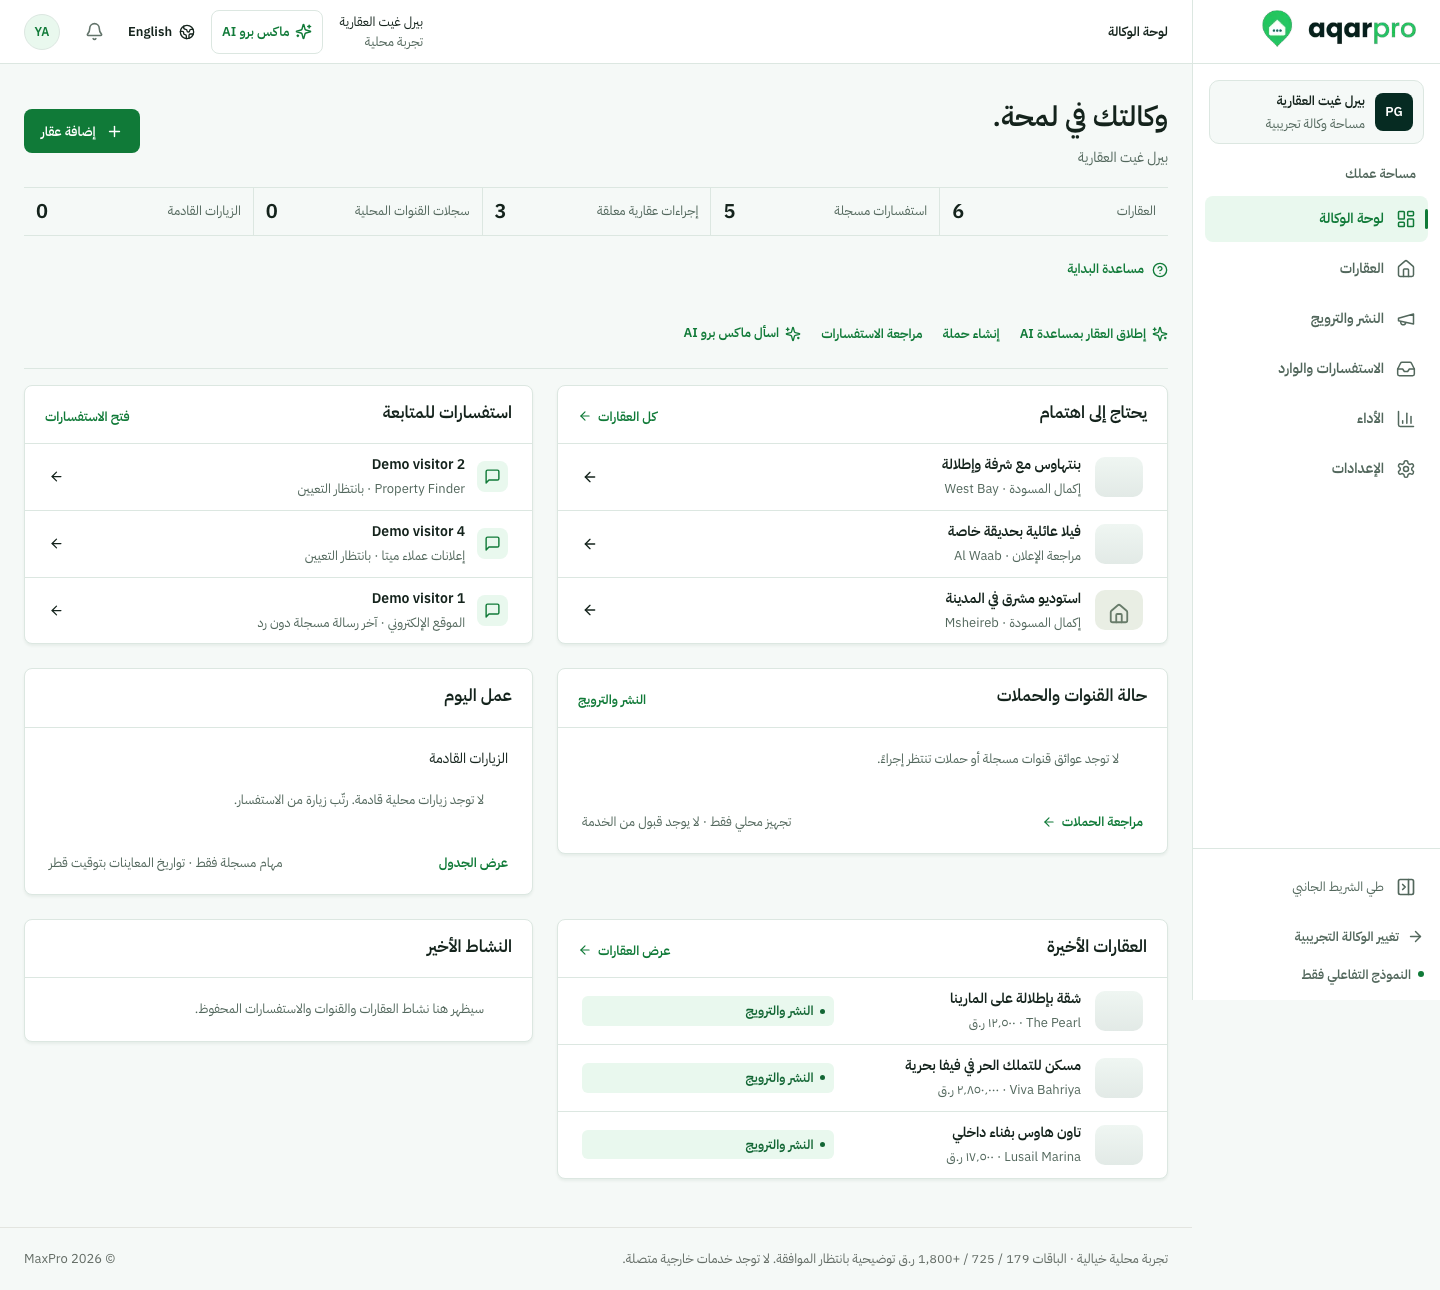 aqarpro
لوحة الوكالة
بيرل غيت العقارية
تجربة محلية
ماكس برو AI
English
YA
PG
بيرل غيت العقارية
مساحة وكالة تجريبية
مساحة عملك
لوحة الوكالة
العقارات
النشر والترويج
الاستفسارات والوارد
الأداء
الإعدادات
طي الشريط الجانبي
تغيير الوكالة التجريبية
النموذج التفاعلي فقط
وكالتك في لمحة.
بيرل غيت العقارية
إضافة عقار
العقارات 6
استفسارات مسجلة 5
إجراءات عقارية معلقة 3
سجلات القنوات المحلية 0
الزيارات القادمة 0
مساعدة البداية
إطلاق العقار بمساعدة AI
إنشاء حملة
مراجعة الاستفسارات
اسأل ماكس برو AI
يحتاج إلى اهتمام
كل العقارات
بنتهاوس مع شرفة وإطلالة
إكمال المسودة · West Bay
فيلا عائلية بحديقة خاصة
مراجعة الإعلان · Al Waab
استوديو مشرق في المدينة
إكمال المسودة · Msheireb
استفسارات للمتابعة
فتح الاستفسارات
Demo visitor 2
Property Finder · بانتظار التعيين
Demo visitor 4
إعلانات عملاء ميتا · بانتظار التعيين
Demo visitor 1
الموقع الإلكتروني · آخر رسالة مسجلة دون رد
حالة القنوات والحملات
النشر والترويج
لا توجد عوائق قنوات مسجلة أو حملات تنتظر إجراءً.
مراجعة الحملات
تجهيز محلي فقط · لا يوجد قبول من الخدمة
عمل اليوم
الزيارات القادمة
لا توجد زيارات محلية قادمة. رتّب زيارة من الاستفسار.
عرض الجدول
مهام مسجلة فقط · تواريخ المعاينات بتوقيت قطر
العقارات الأخيرة
عرض العقارات
شقة بإطلالة على المارينا
The Pearl · ١٢٬٥٠٠ ر.ق
النشر والترويج
مسكن للتملك الحر في فيفا بحرية
Viva Bahriya · ٢٬٨٥٠٬٠٠٠ ر.ق
النشر والترويج
تاون هاوس بفناء داخلي
Lusail Marina · ١٧٬٥٠٠ ر.ق
النشر والترويج
النشاط الأخير
سيظهر هنا نشاط العقارات والقنوات والاستفسارات المحفوظ.
تجربة محلية خيالية · الباقات 179 / 725 / +1,800 ر.ق توضيحية بانتظار الموافقة. لا توجد خدمات خارجية متصلة.
© 2026 MaxPro